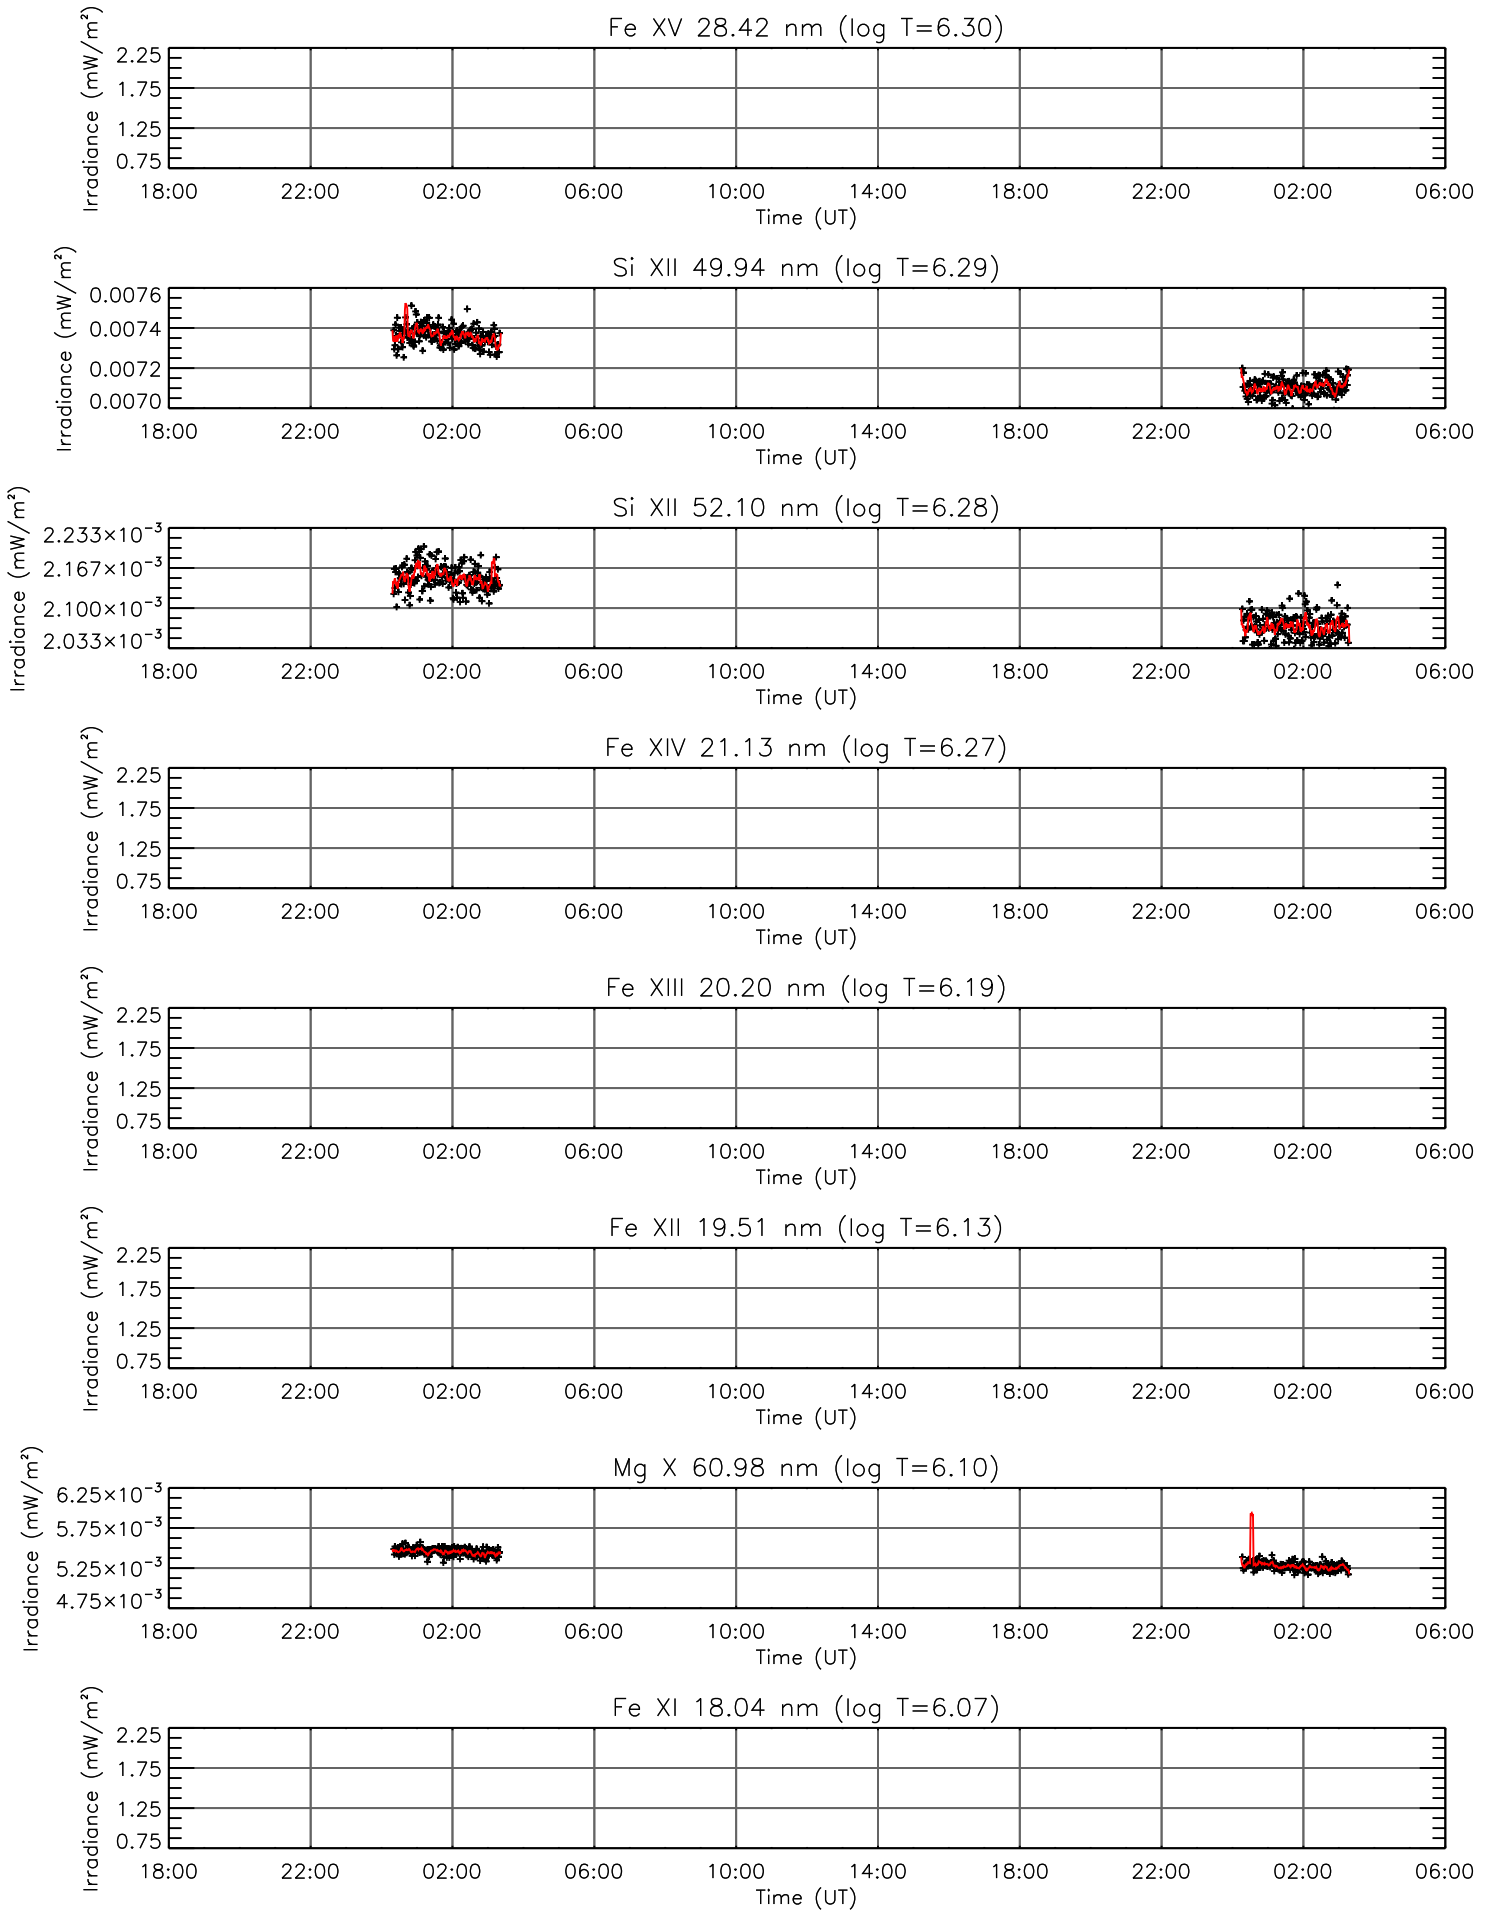 Fe XV 28.42 nm (log T=6.30)
Irradiance (mW/m²)
2.25
1.75
1.25
0.75
18:00 22:00 02:00 06:00 10:00 14:00 18:00 22:00 02:00 06:00
Time (UT)
Si XII 49.94 nm (log T=6.29)
Irradiance (mW/m²)
0.0076
0.0074
0.0072
0.0070
18:00 22:00 02:00 06:00 10:00 14:00 18:00 22:00 02:00 06:00
Time (UT)
Si XII 52.10 nm (log T=6.28)
Irradiance (mW/m²)
2.233×10⁻³
2.167×10⁻³
2.100×10⁻³
2.033×10⁻³
18:00 22:00 02:00 06:00 10:00 14:00 18:00 22:00 02:00 06:00
Time (UT)
Fe XIV 21.13 nm (log T=6.27)
Irradiance (mW/m²)
2.25
1.75
1.25
0.75
18:00 22:00 02:00 06:00 10:00 14:00 18:00 22:00 02:00 06:00
Time (UT)
Fe XIII 20.20 nm (log T=6.19)
Irradiance (mW/m²)
2.25
1.75
1.25
0.75
18:00 22:00 02:00 06:00 10:00 14:00 18:00 22:00 02:00 06:00
Time (UT)
Fe XII 19.51 nm (log T=6.13)
Irradiance (mW/m²)
2.25
1.75
1.25
0.75
18:00 22:00 02:00 06:00 10:00 14:00 18:00 22:00 02:00 06:00
Time (UT)
Mg X 60.98 nm (log T=6.10)
Irradiance (mW/m²)
6.25×10⁻³
5.75×10⁻³
5.25×10⁻³
4.75×10⁻³
18:00 22:00 02:00 06:00 10:00 14:00 18:00 22:00 02:00 06:00
Time (UT)
Fe XI 18.04 nm (log T=6.07)
Irradiance (mW/m²)
2.25
1.75
1.25
0.75
18:00 22:00 02:00 06:00 10:00 14:00 18:00 22:00 02:00 06:00
Time (UT)